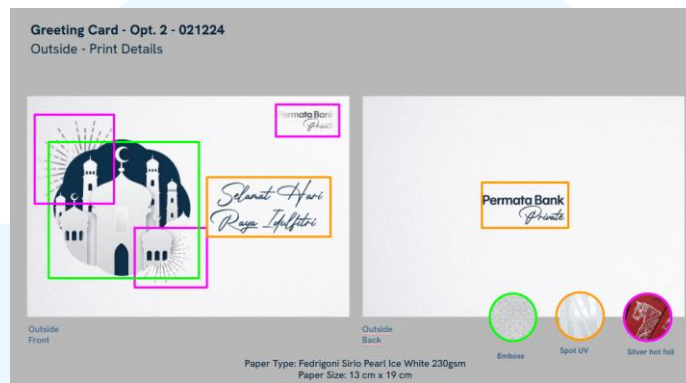 Greeting Card - Opt. 2 - 021224
Outside - Print Details
Permata Bank
Private
Selamat Hari
Raya Idulfitri
Permata Bank
Private
Outside
Front
Outside
Back
Emboss
Spot UV
Silver hot foil
Paper Type: Fedrigoni Sirio Pearl Ice White 230gsm
Paper Size: 13 cm x 19 cm